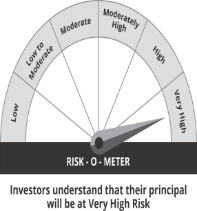 Low
Low to
Moderate
Moderate
Moderately
High
High
Very High
RISK - O - METER
Investors understand that their principal
will be at Very High Risk